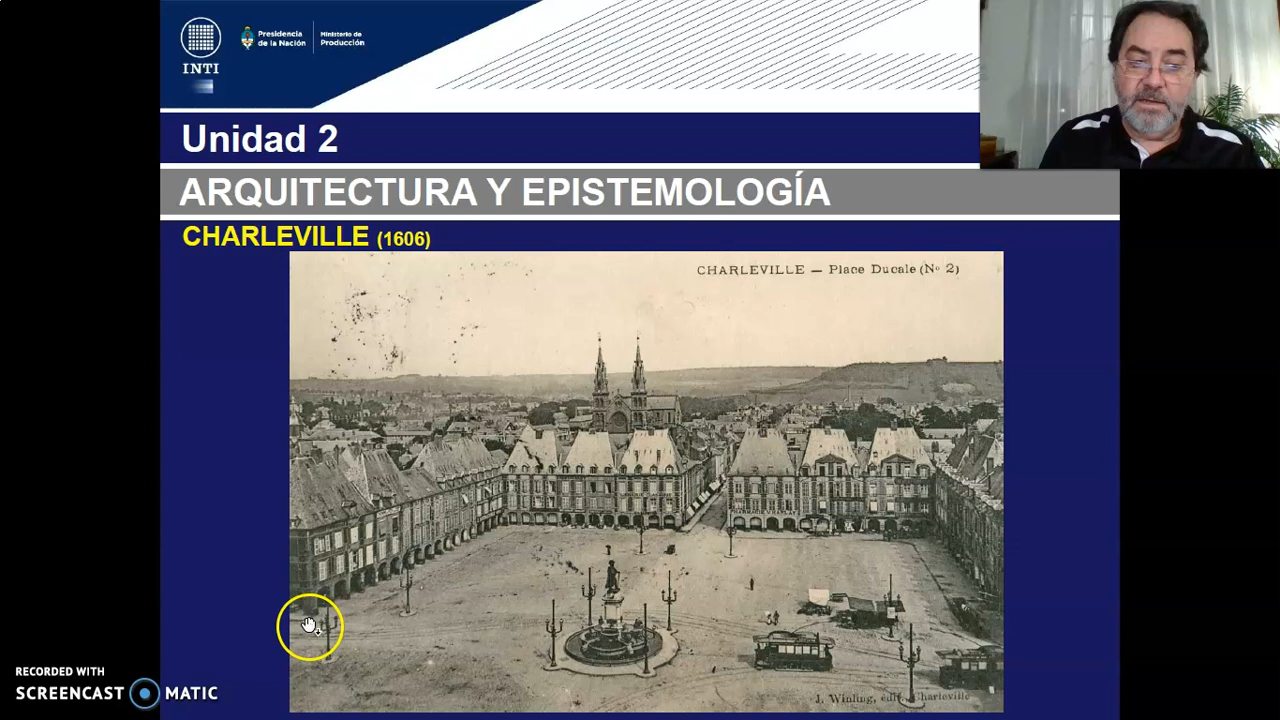 INTI
Presidencia
de la Nación
Ministerio de
Producción
Unidad 2
ARQUITECTURA Y EPISTEMOLOGÍA
CHARLEVILLE (1606)
CHARLEVILLE — Place Ducale (Nº 2)
J. Winling, édit. Charleville
RECORDED WITH
SCREENCAST MATIC